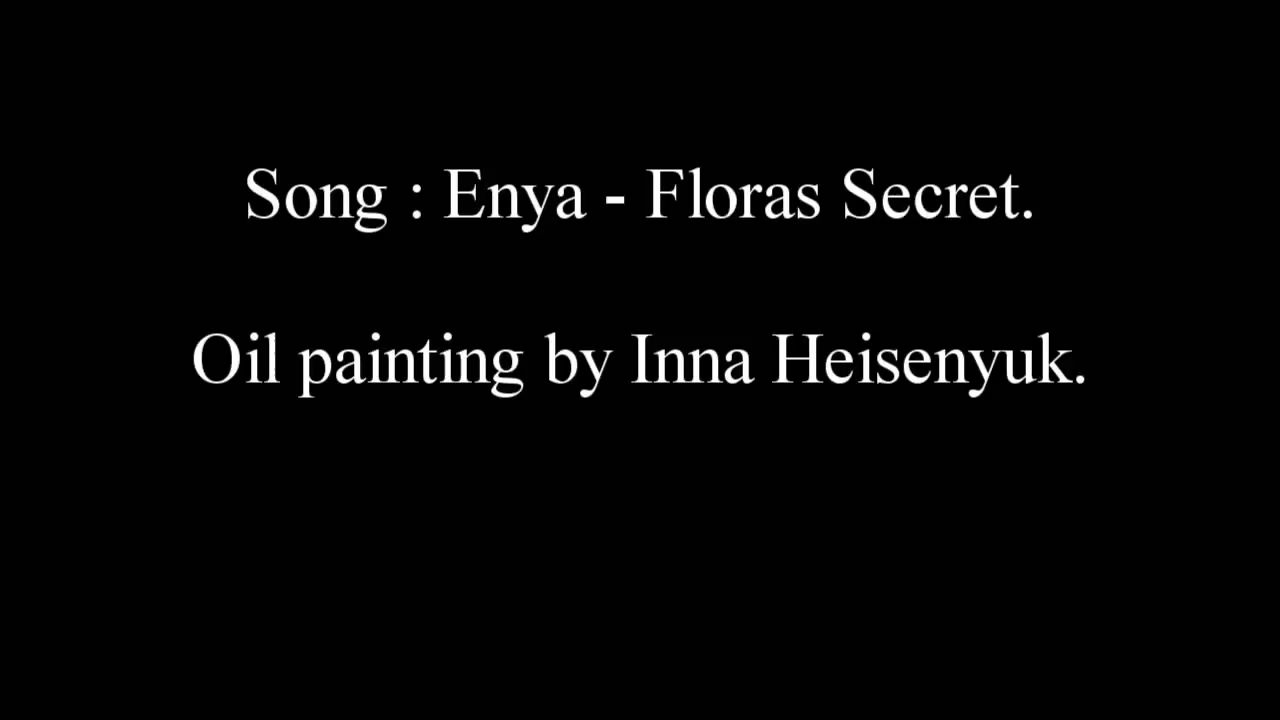 Song : Enya - Floras Secret.
Oil painting by Inna Heisenyuk.